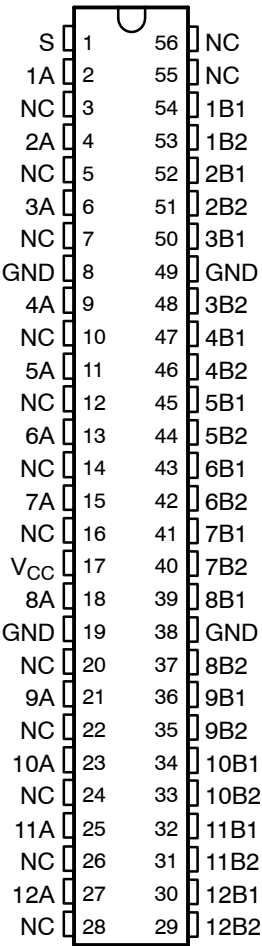 S 1 56 NC
1A 2 55 NC
NC 3 54 1B1
2A 4 53 1B2
NC 5 52 2B1
3A 6 51 2B2
NC 7 50 3B1
GND 8 49 GND
4A 9 48 3B2
NC 10 47 4B1
5A 11 46 4B2
NC 12 45 5B1
6A 13 44 5B2
NC 14 43 6B1
7A 15 42 6B2
NC 16 41 7B1
VCC 17 40 7B2
8A 18 39 8B1
GND 19 38 GND
NC 20 37 8B2
9A 21 36 9B1
NC 22 35 9B2
10A 23 34 10B1
NC 24 33 10B2
11A 25 32 11B1
NC 26 31 11B2
12A 27 30 12B1
NC 28 29 12B2